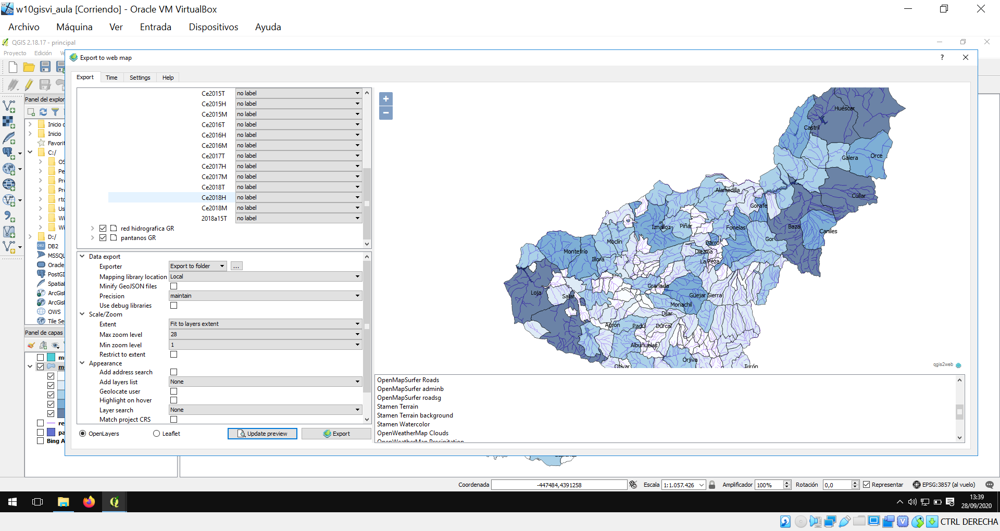 w10gisvi_aula [Corriendo] - Oracle VM VirtualBox
Archivo Máquina Ver Entrada Dispositivos Ayuda
QGIS 2.18.17 - principal
Proyecto Edición Ve
Export to web map ?
Export Time Settings Help
Panel del explor
Inicio
Inicio
Favorit
C:/
OS
Pe
Pr
Pr
rtc
Us
Wi
Wi
D:/
DB2
MSSQL
Oracle
PostGI
Spatial
ArcGisl
ArcGisl
OWS
Tile Se
Panel de capas
m
m
re
pa
Bing A
Ce2015T no label
Ce2015H no label
Ce2015M no label
Ce2016T no label
Ce2016H no label
Ce2016M no label
Ce2017T no label
Ce2017H no label
Ce2017M no label
Ce2018T no label
Ce2018H no label
Ce2018M no label
2018a15T no label
red hidrografica GR
pantanos GR
Data export
Exporter Export to folder ...
Mapping library location Local
Minify GeoJSON files
Precision maintain
Use debug libraries
Scale/Zoom
Extent Fit to layers extent
Max zoom level 28
Min zoom level 1
Restrict to extent
Appearance
Add address search
Add layers list None
Geolocate user
Highlight on hover
Layer search None
Match project CRS
OpenLayers Leaflet Update preview Export
+
−
Huéscar
Castril
Galera Orce
Alamedilla
Cúllar
Gorafe
Iznalloz Píñar Fonelas Baza Caniles
Moclín Darro Gor
Montefrío Illora Diezma
La Peza
Granada
Loja Salar Güejar Sierra
Monachil
Dílar
Agrón Padul Dúrcal
Albuñuelas
Órjiva
Otívar Turón
qgis2web
OpenMapSurfer Roads
OpenMapSurfer adminb
OpenMapSurfer roadsg
Stamen Terrain
Stamen Terrain background
Stamen Watercolor
OpenWeatherMap Clouds
OpenWeatherMap Precipitation
Coordenada -447484,4391258 Escala 1:1.057.426 Amplificador 100% Rotación 0,0 Representar EPSG:3857 (al vuelo)
13:39
28/09/2020
CTRL DERECHA